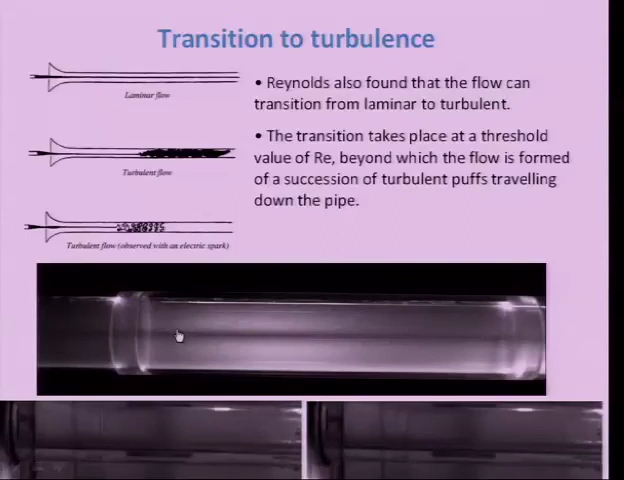 Transition to turbulence
Laminar flow
Turbulent flow
Turbulent flow (observed with an electric spark)
• Reynolds also found that the flow can
transition from laminar to turbulent.
• The transition takes place at a threshold
value of Re, beyond which the flow is formed
of a succession of turbulent puffs travelling
down the pipe.